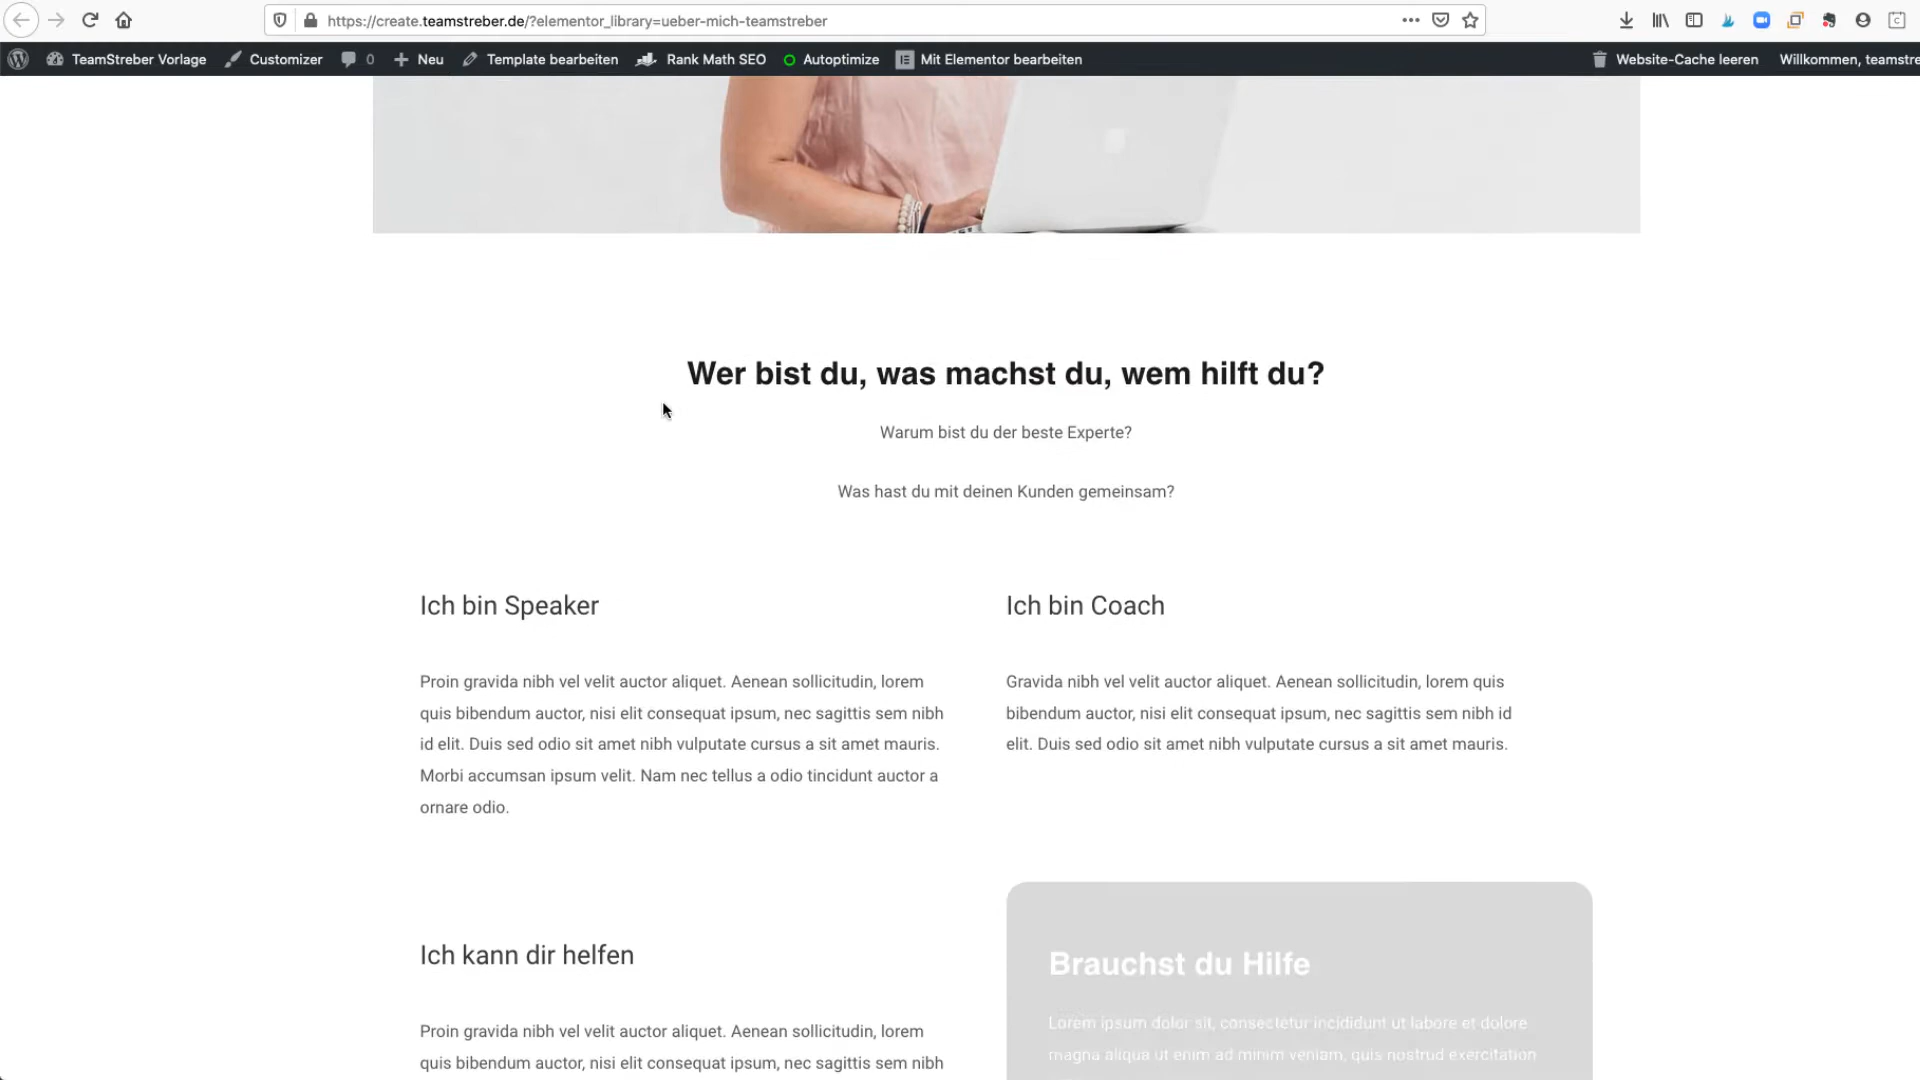 https://create.teamstreber.de/?elementor_library=ueber-mich-teamstreber
TeamStreber Vorlage Customizer 0 Neu Template bearbeiten Rank Math SEO Autoptimize Mit Elementor bearbeiten Website-Cache leeren Willkommen, teamstre
Wer bist du, was machst du, wem hilft du?
Warum bist du der beste Experte?
Was hast du mit deinen Kunden gemeinsam?
Ich bin Speaker
Proin gravida nibh vel velit auctor aliquet. Aenean sollicitudin, lorem
quis bibendum auctor, nisi elit consequat ipsum, nec sagittis sem nibh
id elit. Duis sed odio sit amet nibh vulputate cursus a sit amet mauris.
Morbi accumsan ipsum velit. Nam nec tellus a odio tincidunt auctor a
ornare odio.
Ich bin Coach
Gravida nibh vel velit auctor aliquet. Aenean sollicitudin, lorem quis
bibendum auctor, nisi elit consequat ipsum, nec sagittis sem nibh id
elit. Duis sed odio sit amet nibh vulputate cursus a sit amet mauris.
Ich kann dir helfen
Proin gravida nibh vel velit auctor aliquet. Aenean sollicitudin, lorem
quis bibendum auctor, nisi elit consequat ipsum, nec sagittis sem nibh
Brauchst du Hilfe
Lorem ipsum dolor sit, consectetur incididunt ut labore et dolore
magna aliqua ut enim ad minim veniam, quis nostrud exercitation